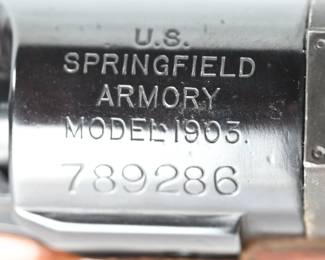 U.S.
SPRINGFIELD
ARMORY
MODEL 1903.
789286